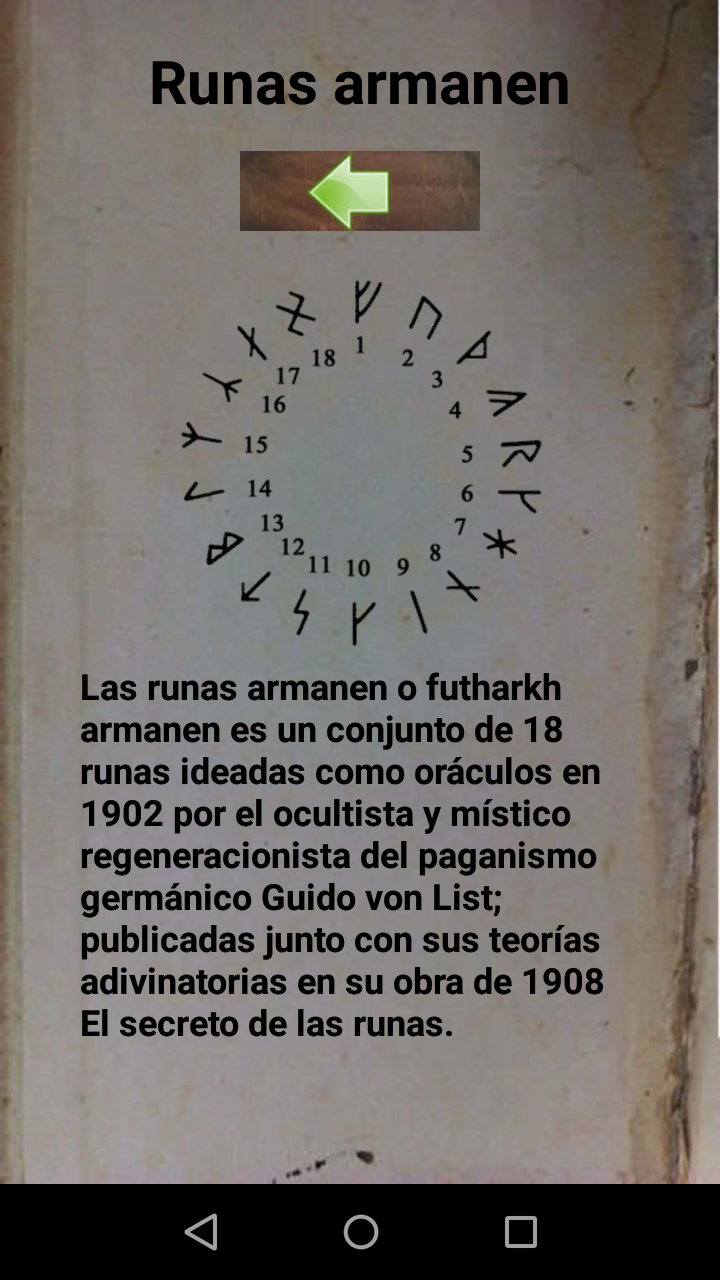 Runas armanen
1
2
3
4
5
6
7
8
9
10
11
12
13
14
15
16
17
18
Las runas armanen o futharkh
armanen es un conjunto de 18
runas ideadas como oráculos en
1902 por el ocultista y místico
regeneracionista del paganismo
germánico Guido von List;
publicadas junto con sus teorías
adivinatorias en su obra de 1908
El secreto de las runas.